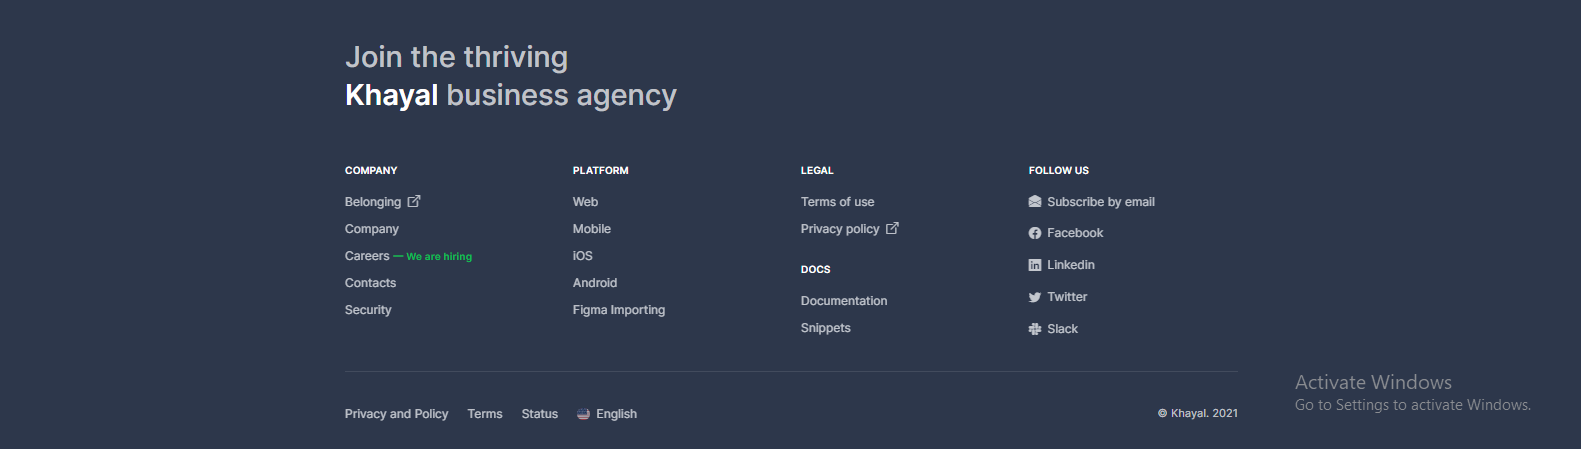 Join the thriving
Khayal business agency
COMPANY
Belonging
Company
Careers — We are hiring
Contacts
Security
PLATFORM
Web
Mobile
iOS
Android
Figma Importing
LEGAL
Terms of use
Privacy policy
DOCS
Documentation
Snippets
FOLLOW US
Subscribe by email
Facebook
Linkedin
Twitter
Slack
Privacy and Policy Terms Status English
© Khayal. 2021
Activate Windows
Go to Settings to activate Windows.